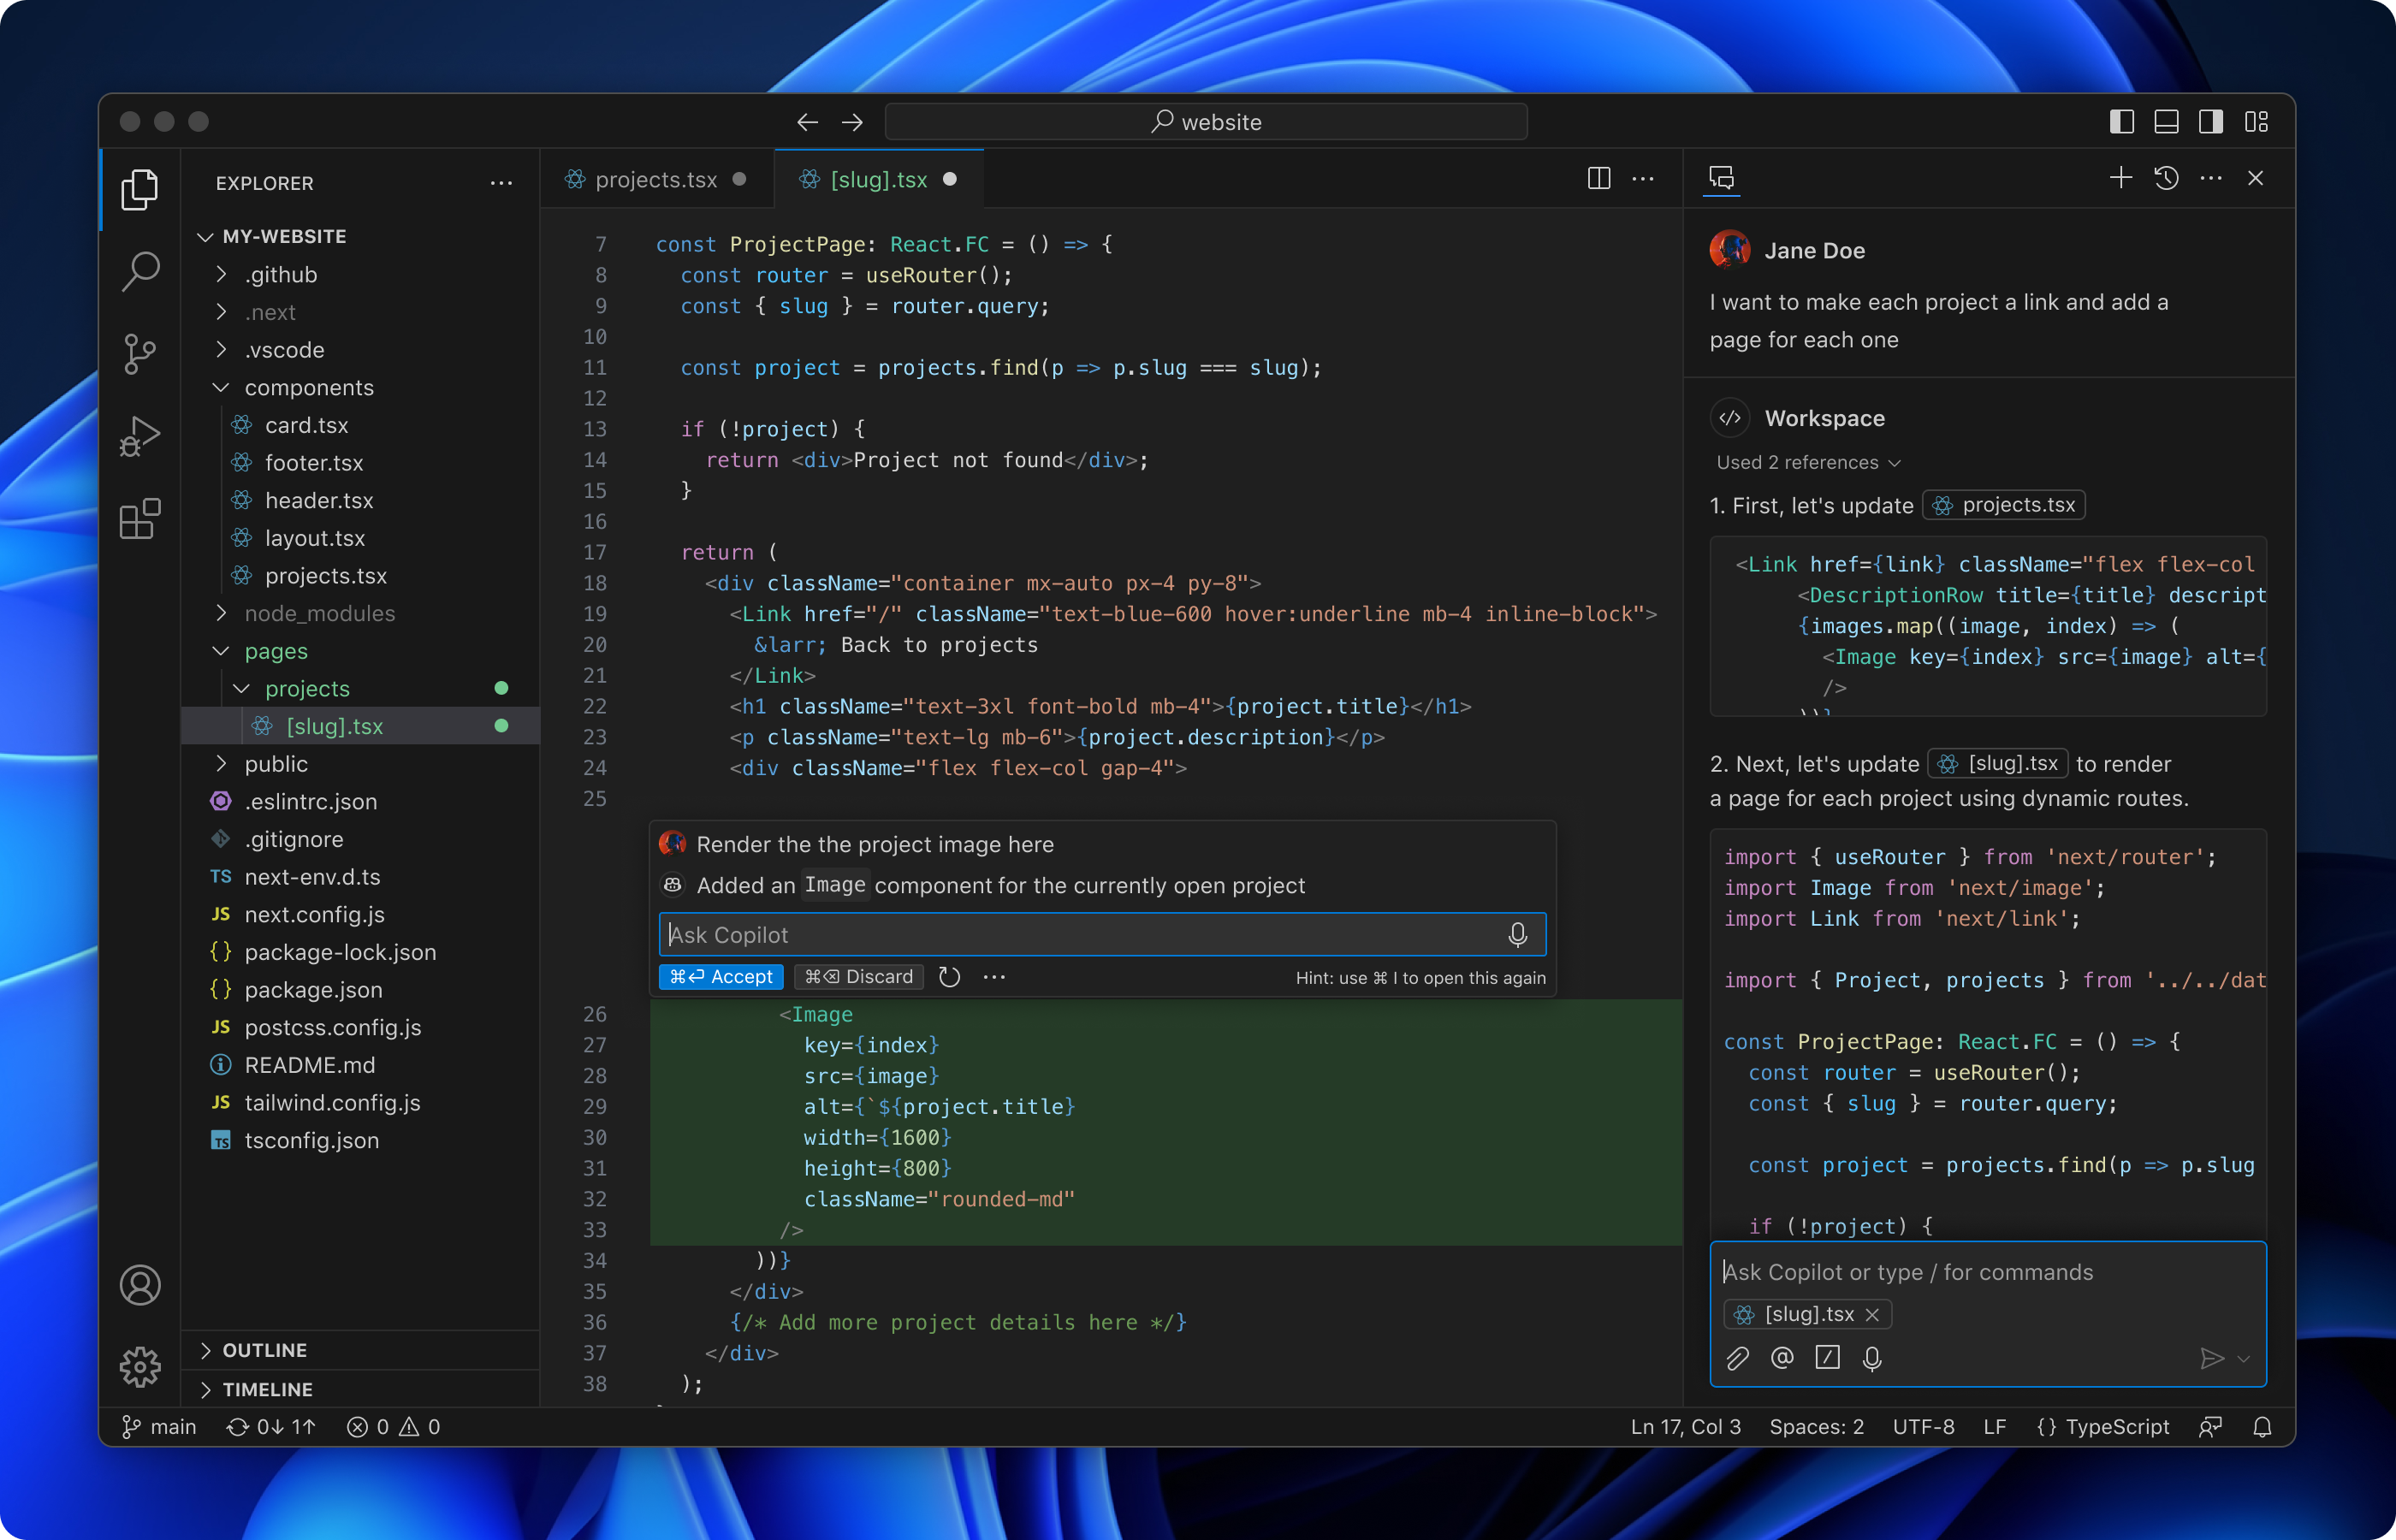 website
EXPLORER
MY-WEBSITE
.github
.next
.vscode
components
card.tsx
footer.tsx
header.tsx
layout.tsx
projects.tsx
node_modules
pages
projects
[slug].tsx
public
.eslintrc.json
.gitignore
TS next-env.d.ts
JS next.config.js
{} package-lock.json
{} package.json
JS postcss.config.js
README.md
JS tailwind.config.js
TS tsconfig.json
OUTLINE
TIMELINE
projects.tsx
[slug].tsx
7 const ProjectPage: React.FC = () => {
8 const router = useRouter();
9 const { slug } = router.query;
10
11 const project = projects.find(p => p.slug === slug);
12
13 if (!project) {
14 return <div>Project not found</div>;
15 }
16
17 return (
18 <div className="container mx-auto px-4 py-8">
19 <Link href="/" className="text-blue-600 hover:underline mb-4 inline-block">
20 &larr; Back to projects
21 </Link>
22 <h1 className="text-3xl font-bold mb-4">{project.title}</h1>
23 <p className="text-lg mb-6">{project.description}</p>
24 <div className="flex flex-col gap-4">
25
Render the the project image here
Added an Image component for the currently open project
Ask Copilot
⌘⏎ Accept ⌘⌫ Discard
Hint: use ⌘ I to open this again
26 <Image
27 key={index}
28 src={image}
29 alt={`${project.title}
30 width={1600}
31 height={800}
32 className="rounded-md"
33 />
34 ))}
35 </div>
36 {/* Add more project details here */}
37 </div>
38 );
Jane Doe
I want to make each project a link and add a
page for each one
</> Workspace
Used 2 references
1. First, let's update projects.tsx
<Link href={link} className="flex flex-col
<DescriptionRow title={title} descript
{images.map((image, index) => (
<Image key={index} src={image} alt={
/>
))}
2. Next, let's update [slug].tsx to render
a page for each project using dynamic routes.
import { useRouter } from 'next/router';
import Image from 'next/image';
import Link from 'next/link';
import { Project, projects } from '../../dat
const ProjectPage: React.FC = () => {
const router = useRouter();
const { slug } = router.query;
const project = projects.find(p => p.slug
if (!project) {
Ask Copilot or type / for commands
[slug].tsx
@
main 0↓ 1↑ 0 0
Ln 17, Col 3 Spaces: 2 UTF-8 LF {} TypeScript